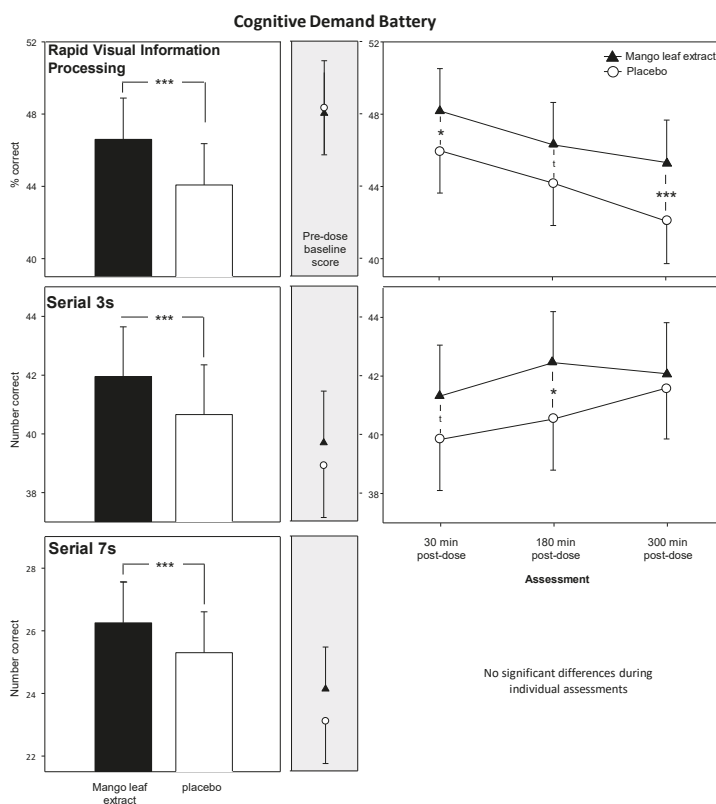 Cognitive Demand Battery
Rapid Visual Information
Processing
***
% correct
52
48
44
40
Pre-dose
baseline
score
52
48
44
40
Mango leaf extract
Placebo
*
t
***
Serial 3s
***
Number correct
44
42
40
38
44
42
40
38
t
*
30 min
post-dose
180 min
post-dose
300 min
post-dose
Assessment
Serial 7s
***
Number correct
28
26
24
22
Mango leaf
extract
placebo
No significant differences during
individual assessments